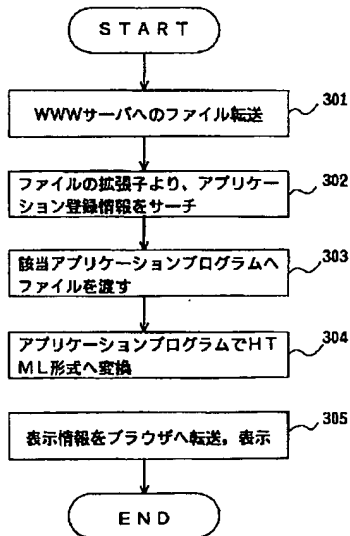 START
WWWサーバへのファイル転送
301
ファイルの拡張子より、アプリケー
ション登録情報をサーチ
302
該当アプリケーションプログラムへ
ファイルを渡す
303
アプリケーションプログラムでHT
ML形式へ変換
304
表示情報をブラウザへ転送。表示
305
END